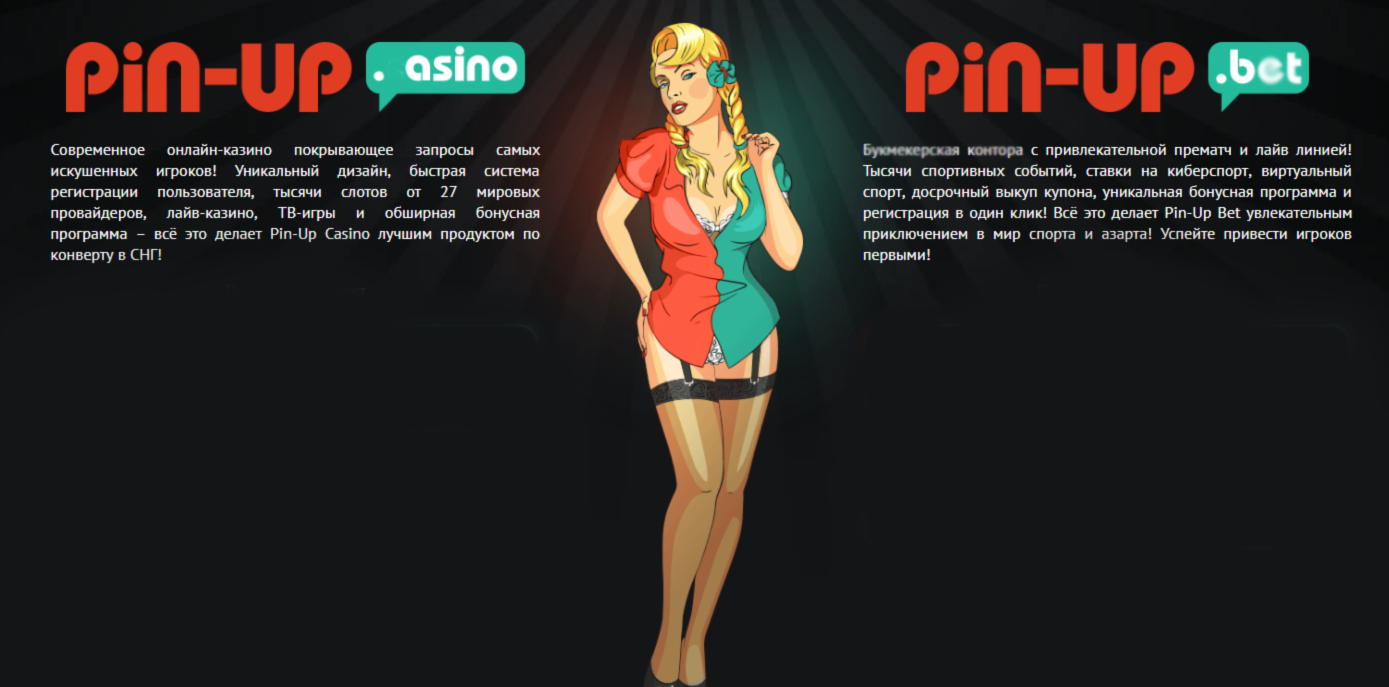 PiN-UP . asino
Современное онлайн-казино покрывающее запросы самых
искушенных игроков! Уникальный дизайн, быстрая система
регистрации пользователя, тысячи слотов от 27 мировых
провайдеров, лайв-казино, ТВ-игры и обширная бонусная
программа – всё это делает Pin-Up Casino лучшим продуктом по
конверту в СНГ!
PiN-UP .bet
Букмекерская контора с привлекательной прематч и лайв линией!
Тысячи спортивных событий, ставки на киберспорт, виртуальный
спорт, досрочный выкуп купона, уникальная бонусная программа и
регистрация в один клик! Всё это делает Pin-Up Bet увлекательным
приключением в мир спорта и азарта! Успейте привести игроков
первыми!